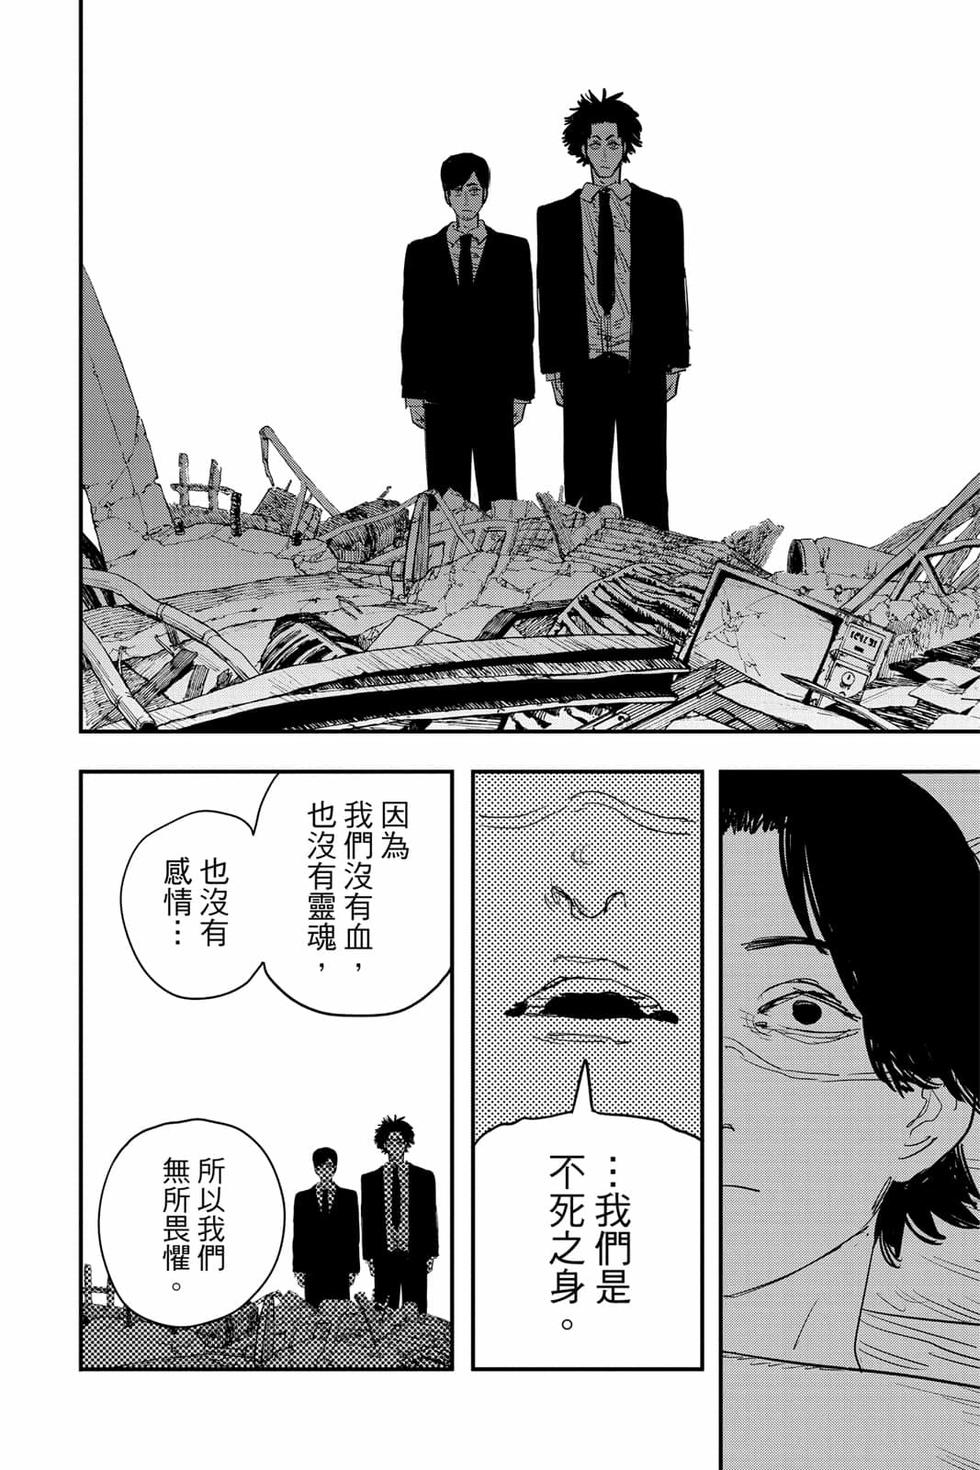 …我們是
不死之身。
因為
我們沒有血，
也沒有靈魂，
也沒有
感情…
所以我們
無所畏懼。